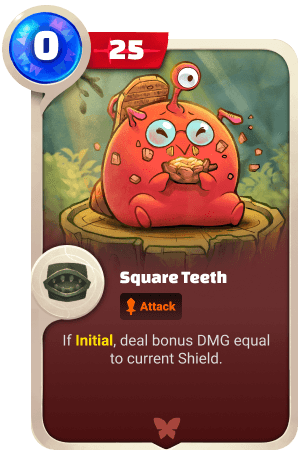 0
25
Square Teeth
Attack
If Initial, deal bonus DMG equal
to current Shield.